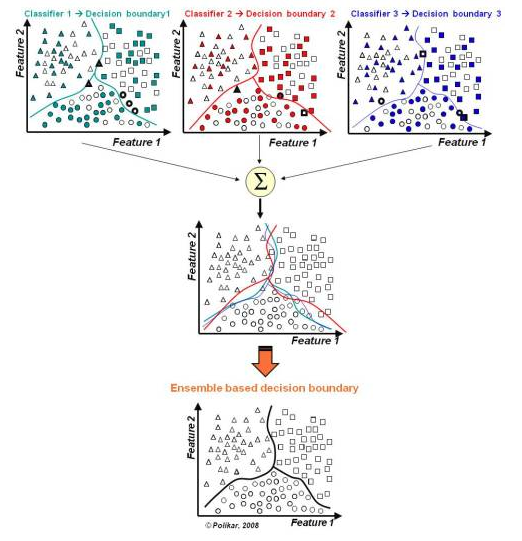 Classifier 1 → Decision boundary1
Classifier 2 → Decision boundary 2
Classifier 3 → Decision boundary 3
Feature 2
Feature 1
Feature 2
Feature 1
Feature 2
Feature 1
Σ
Feature 2
Feature 1
Ensemble based decision boundary
Feature 2
Feature 1
© Polikar, 2008